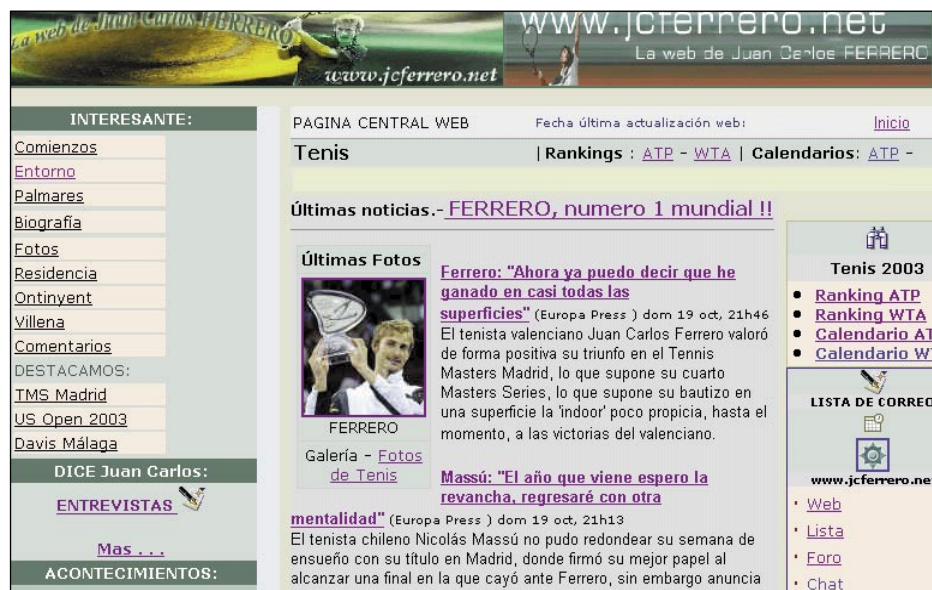 La web de Juan Carlos FERRERO
www.jcferrero.net
www.jcferrero.net
La web de Juan Carlos FERRERO
INTERESANTE:
Comienzos
Entorno
Palmares
Biografía
Fotos
Residencia
Ontinyent
Villena
Comentarios
DESTACAMOS:
TMS Madrid
US Open 2003
Davis Málaga
DICE Juan Carlos:
ENTREVISTAS
Mas . . .
ACONTECIMIENTOS:
PAGINA CENTRAL WEB Fecha última actualización web: Inicio
Tenis | Rankings : ATP - WTA | Calendarios: ATP -
Últimas noticias.- FERRERO, numero 1 mundial !!
Últimas Fotos
FERRERO
Galería - Fotos
de Tenis
Ferrero: "Ahora ya puedo decir que he
ganado en casi todas las
superficies" (Europa Press ) dom 19 oct, 21h46
El tenista valenciano Juan Carlos Ferrero valoró
de forma positiva su triunfo en el Tennis
Masters Madrid, lo que supone su cuarto
Masters Series, lo que supone su bautizo en
una superficie la 'indoor' poco propicia, hasta el
momento, a las victorias del valenciano.
Massú: "El año que viene espero la
revancha, regresaré con otra
mentalidad" (Europa Press ) dom 19 oct, 21h13
El tenista chileno Nicolás Massú no pudo redondear su semana de
ensueño con su título en Madrid, donde firmó su mejor papel al
alcanzar una final en la que cayó ante Ferrero, sin embargo anuncia
Tenis 2003
Ranking ATP
Ranking WTA
Calendario AT
Calendario W
LISTA DE CORREO
www.jcferrero.ne
Web
Lista
Foro
Chat